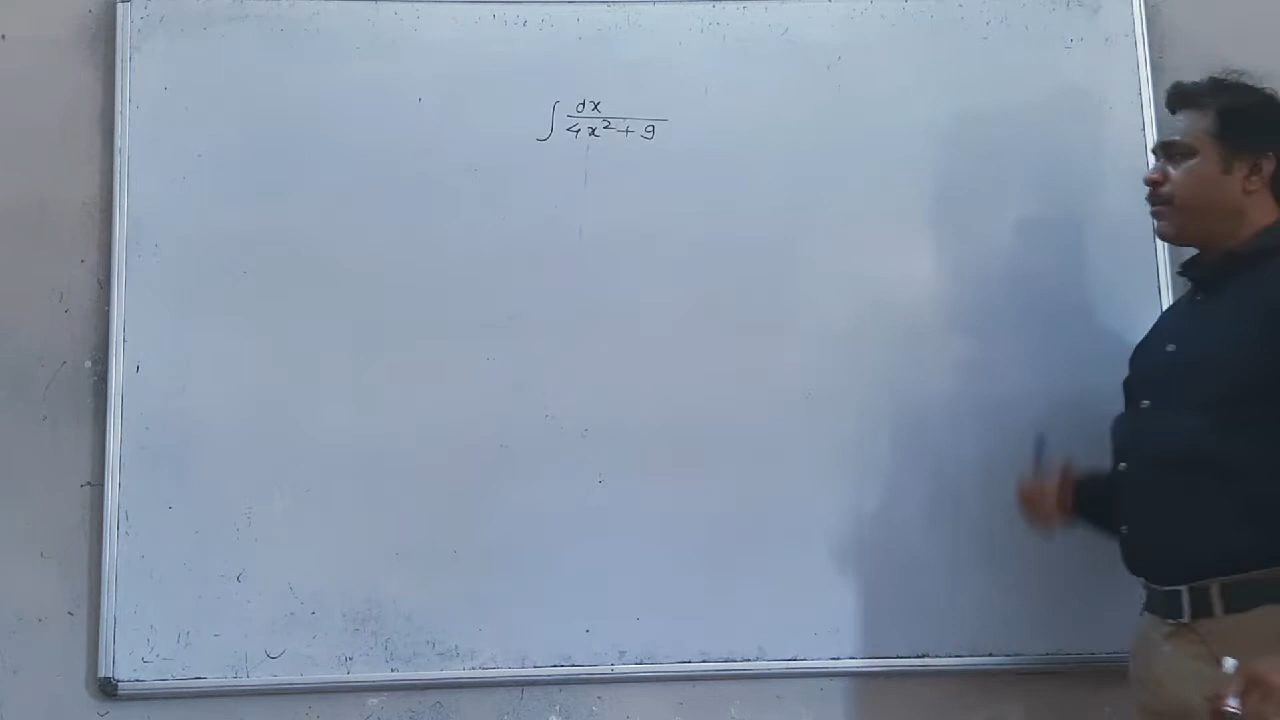 ∫ dx / 4x² + 9